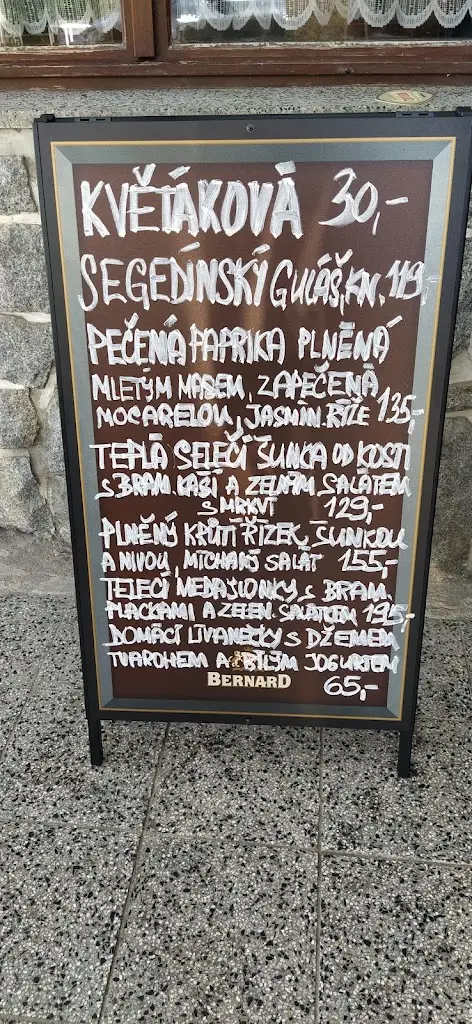 KVĚTÁKOVÁ 30,-
SEGEDÍNSKÝ GULÁŠ, KN. 119,-
PEČENÁ PAPRIKA PLNĚNÁ
MLETÝM MASEM, ZAPEČENÁ
MOCARELOU, JASMÍN. RÝŽE 135,-
TEPLÁ SELEČÍ ŠUNKA OD KOSTI
S BRAM. KAŠÍ A ZELNÝM SALÁTEM
S MRKVÍ 129,-
PLNĚNÝ KRŮTÍ ŘÍZEK, ŠUNKOU
A NIVOU, MÍCHANÝ SALÁT 155,-
TELECÍ MEDAJLONKY S BRAM.
PLACKAMI A ZELEN. SALÁTEM 195,-
DOMÁCÍ LÍVANEČKY S DŽEMEM
TVAROHEM A BÍLÝM JOGURTEM
BERNARD
65,-